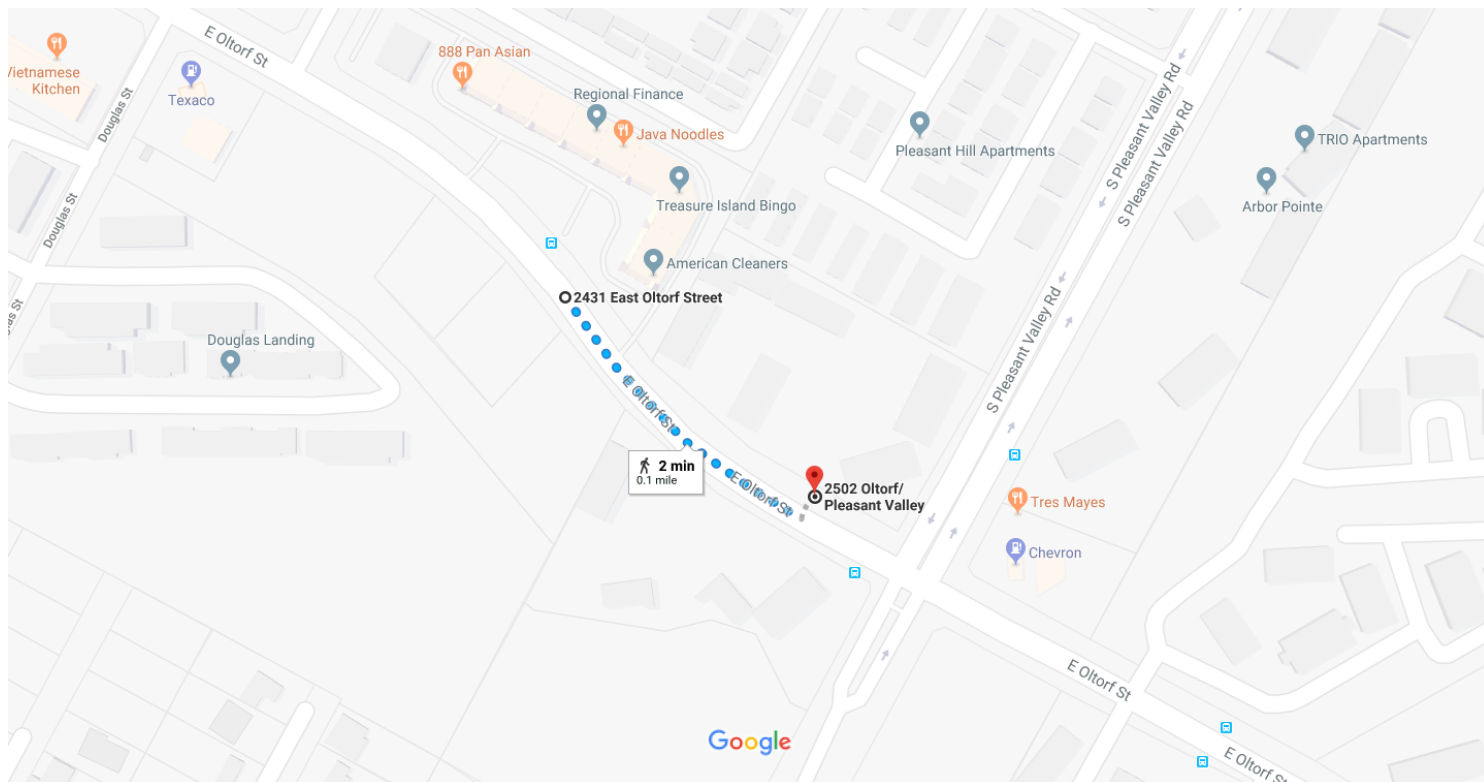 E Oltorf St
888 Pan Asian
Vietnamese
Kitchen
Texaco
Douglas St
Regional Finance
Java Noodles
Pleasant Hill Apartments
S Pleasant Valley Rd
S Pleasant Valley Rd
TRIO Apartments
Arbor Pointe
Treasure Island Bingo
Douglas St
American Cleaners
2431 East Oltorf Street
Douglas Landing
S Pleasant Valley Rd
E Oltorf St
2 min
0.1 mile
E Oltorf St
2502 Oltorf/
Pleasant Valley
Tres Mayes
Chevron
E Oltorf St
Google
E Oltorf St